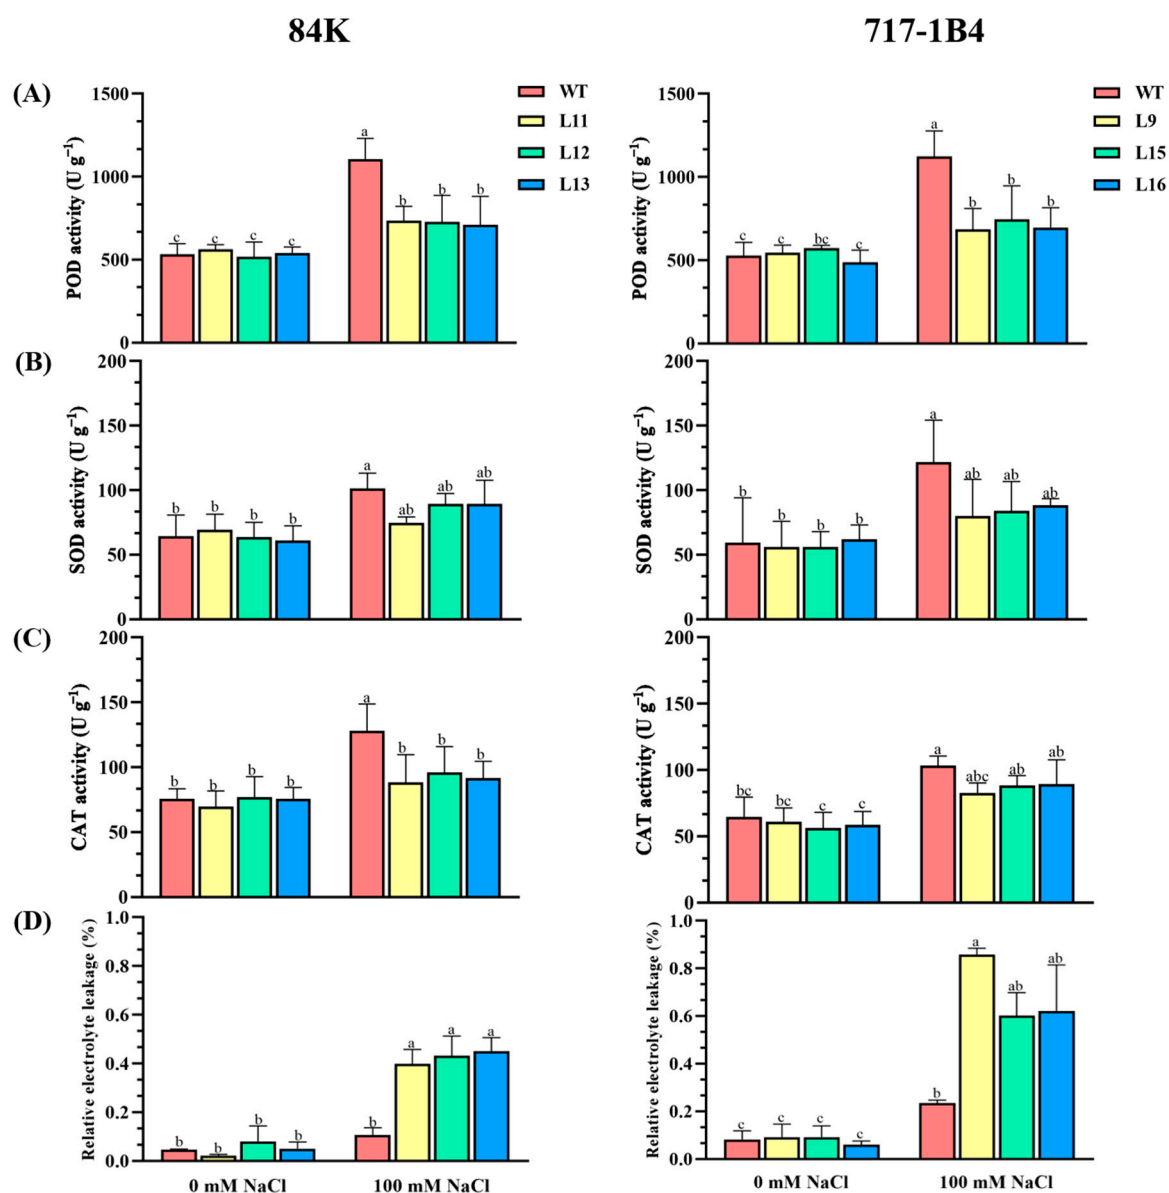 84K 717-1B4
(A)
POD activity (U g⁻¹)
1500
1000
500
0
c c c c a b b b
WT
L11
L12
L13
POD activity (U g⁻¹)
1500
1000
500
0
c c bc c a b b b
WT
L9
L15
L16
(B)
SOD activity (U g⁻¹)
200
150
100
50
0
b b b b a ab ab ab
SOD activity (U g⁻¹)
200
150
100
50
0
b b b b a ab ab ab
(C)
CAT activity (U g⁻¹)
200
150
100
50
0
b b b b a b b b
CAT activity (U g⁻¹)
200
150
100
50
0
bc bc c c a abc ab ab
(D)
Relative electrolyte leakage (%)
1.0
0.8
0.6
0.4
0.2
0.0
b b b b b a a a
0 mM NaCl 100 mM NaCl
Relative electrolyte leakage (%)
1.0
0.8
0.6
0.4
0.2
0.0
c c c c b a ab ab
0 mM NaCl 100 mM NaCl